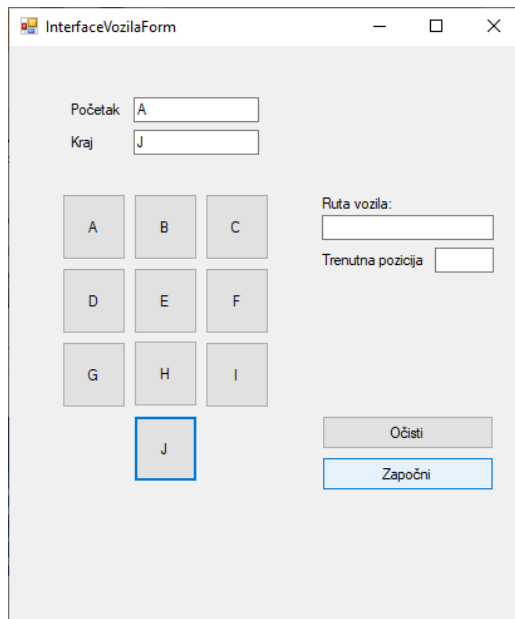 InterfaceVozilaForm
Početak A
Kraj J
A B C
Ruta vozila:
Trenutna pozicija
D E F
G H I
J
Očisti
Započni